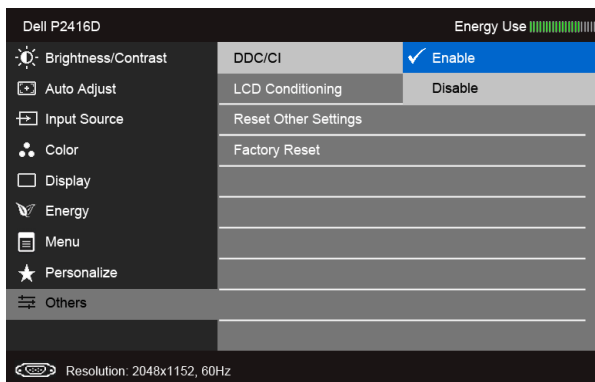 Dell P2416D
Energy Use
Brightness/Contrast
DDC/CI
Enable
Auto Adjust
LCD Conditioning
Disable
Input Source
Reset Other Settings
Color
Factory Reset
Display
Energy
Menu
Personalize
Others
Resolution: 2048x1152, 60Hz